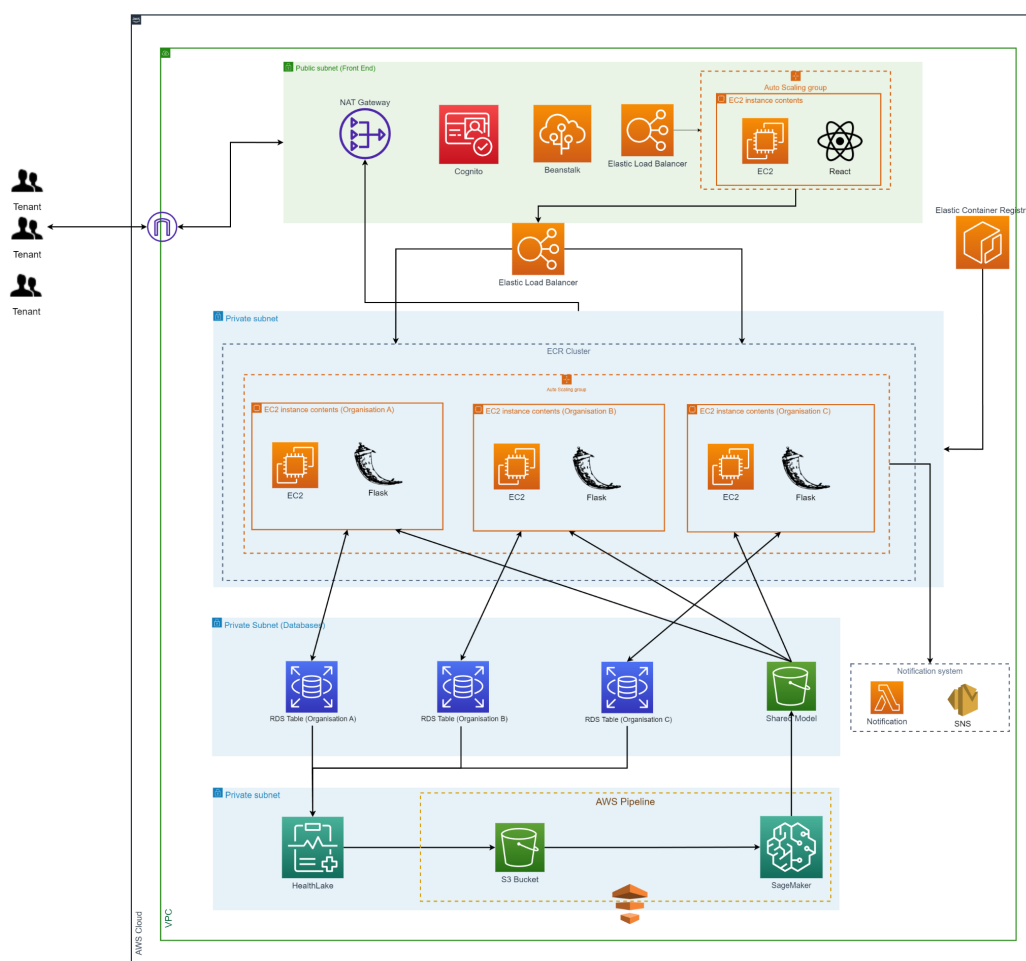 Public subnet (Front End)
NAT Gateway
Cognito
Beanstalk
Elastic Load Balancer
Auto Scaling group
EC2 instance contents
EC2
React
Tenant
Tenant
Tenant
Elastic Load Balancer
Elastic Container Registr
Private subnet
ECR Cluster
Auto Scaling group
EC2 instance contents (Organisation A)
EC2 instance contents (Organisation B)
EC2 instance contents (Organisation C)
EC2
Flask
EC2
Flask
EC2
Flask
Private Subnet (Databases)
RDS Table (Organisation A)
RDS Table (Organisation B)
RDS Table (Organisation C)
Shared Model
Notification system
Notification
SNS
Private subnet
AWS Pipeline
HealthLake
S3 Bucket
SageMaker
VPC
AWS Cloud